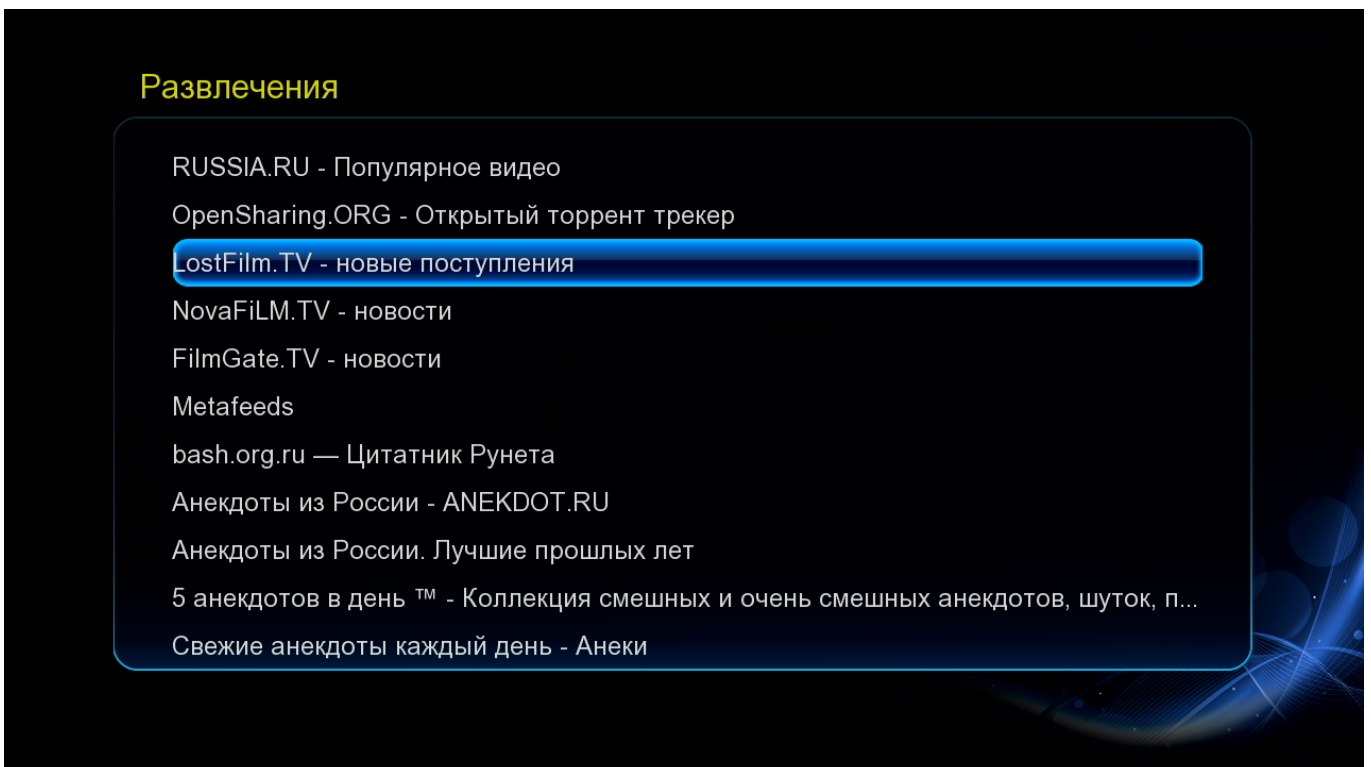 Развлечения
RUSSIA.RU - Популярное видео
OpenSharing.ORG - Открытый торрент трекер
LostFilm.TV - новые поступления
NovaFiLM.TV - новости
FilmGate.TV - новости
Metafeeds
bash.org.ru — Цитатник Рунета
Анекдоты из России - ANEKDOT.RU
Анекдоты из России. Лучшие прошлых лет
5 анекдотов в день ™ - Коллекция смешных и очень смешных анекдотов, шуток, п...
Свежие анекдоты каждый день - Анеки